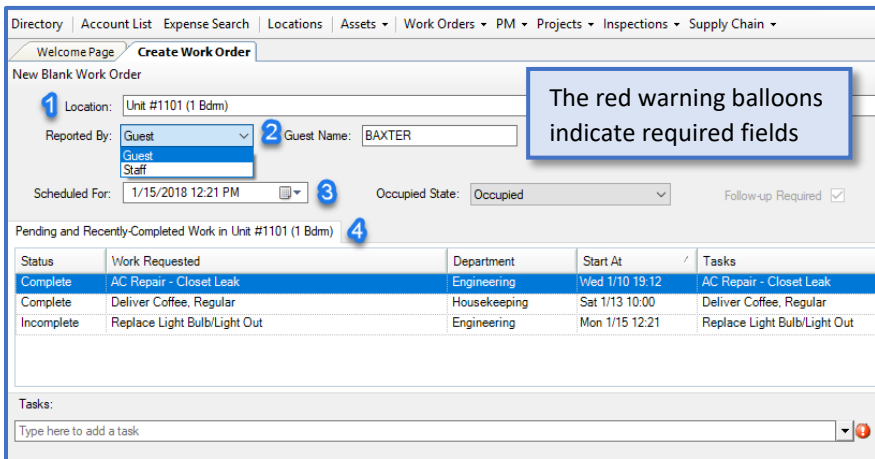 Directory Account List Expense Search Locations Assets Work Orders PM Projects Inspections Supply Chain
Welcome Page Create Work Order
New Blank Work Order
1 Location: Unit #1101 (1 Bdm)
The red warning balloons
indicate required fields
Reported By: Guest 2 Guest Name: BAXTER
Guest
Staff
Scheduled For: 1/15/2018 12:21 PM 3 Occupied State: Occupied Follow-up Required
Pending and Recently-Completed Work in Unit #1101 (1 Bdm) 4
Status Work Requested Department Start At Tasks
Complete AC Repair - Closet Leak Engineering Wed 1/10 19:12 AC Repair - Closet Leak
Complete Deliver Coffee, Regular Housekeeping Sat 1/13 10:00 Deliver Coffee, Regular
Incomplete Replace Light Bulb/Light Out Engineering Mon 1/15 12:21 Replace Light Bulb/Light Out
Tasks:
Type here to add a task